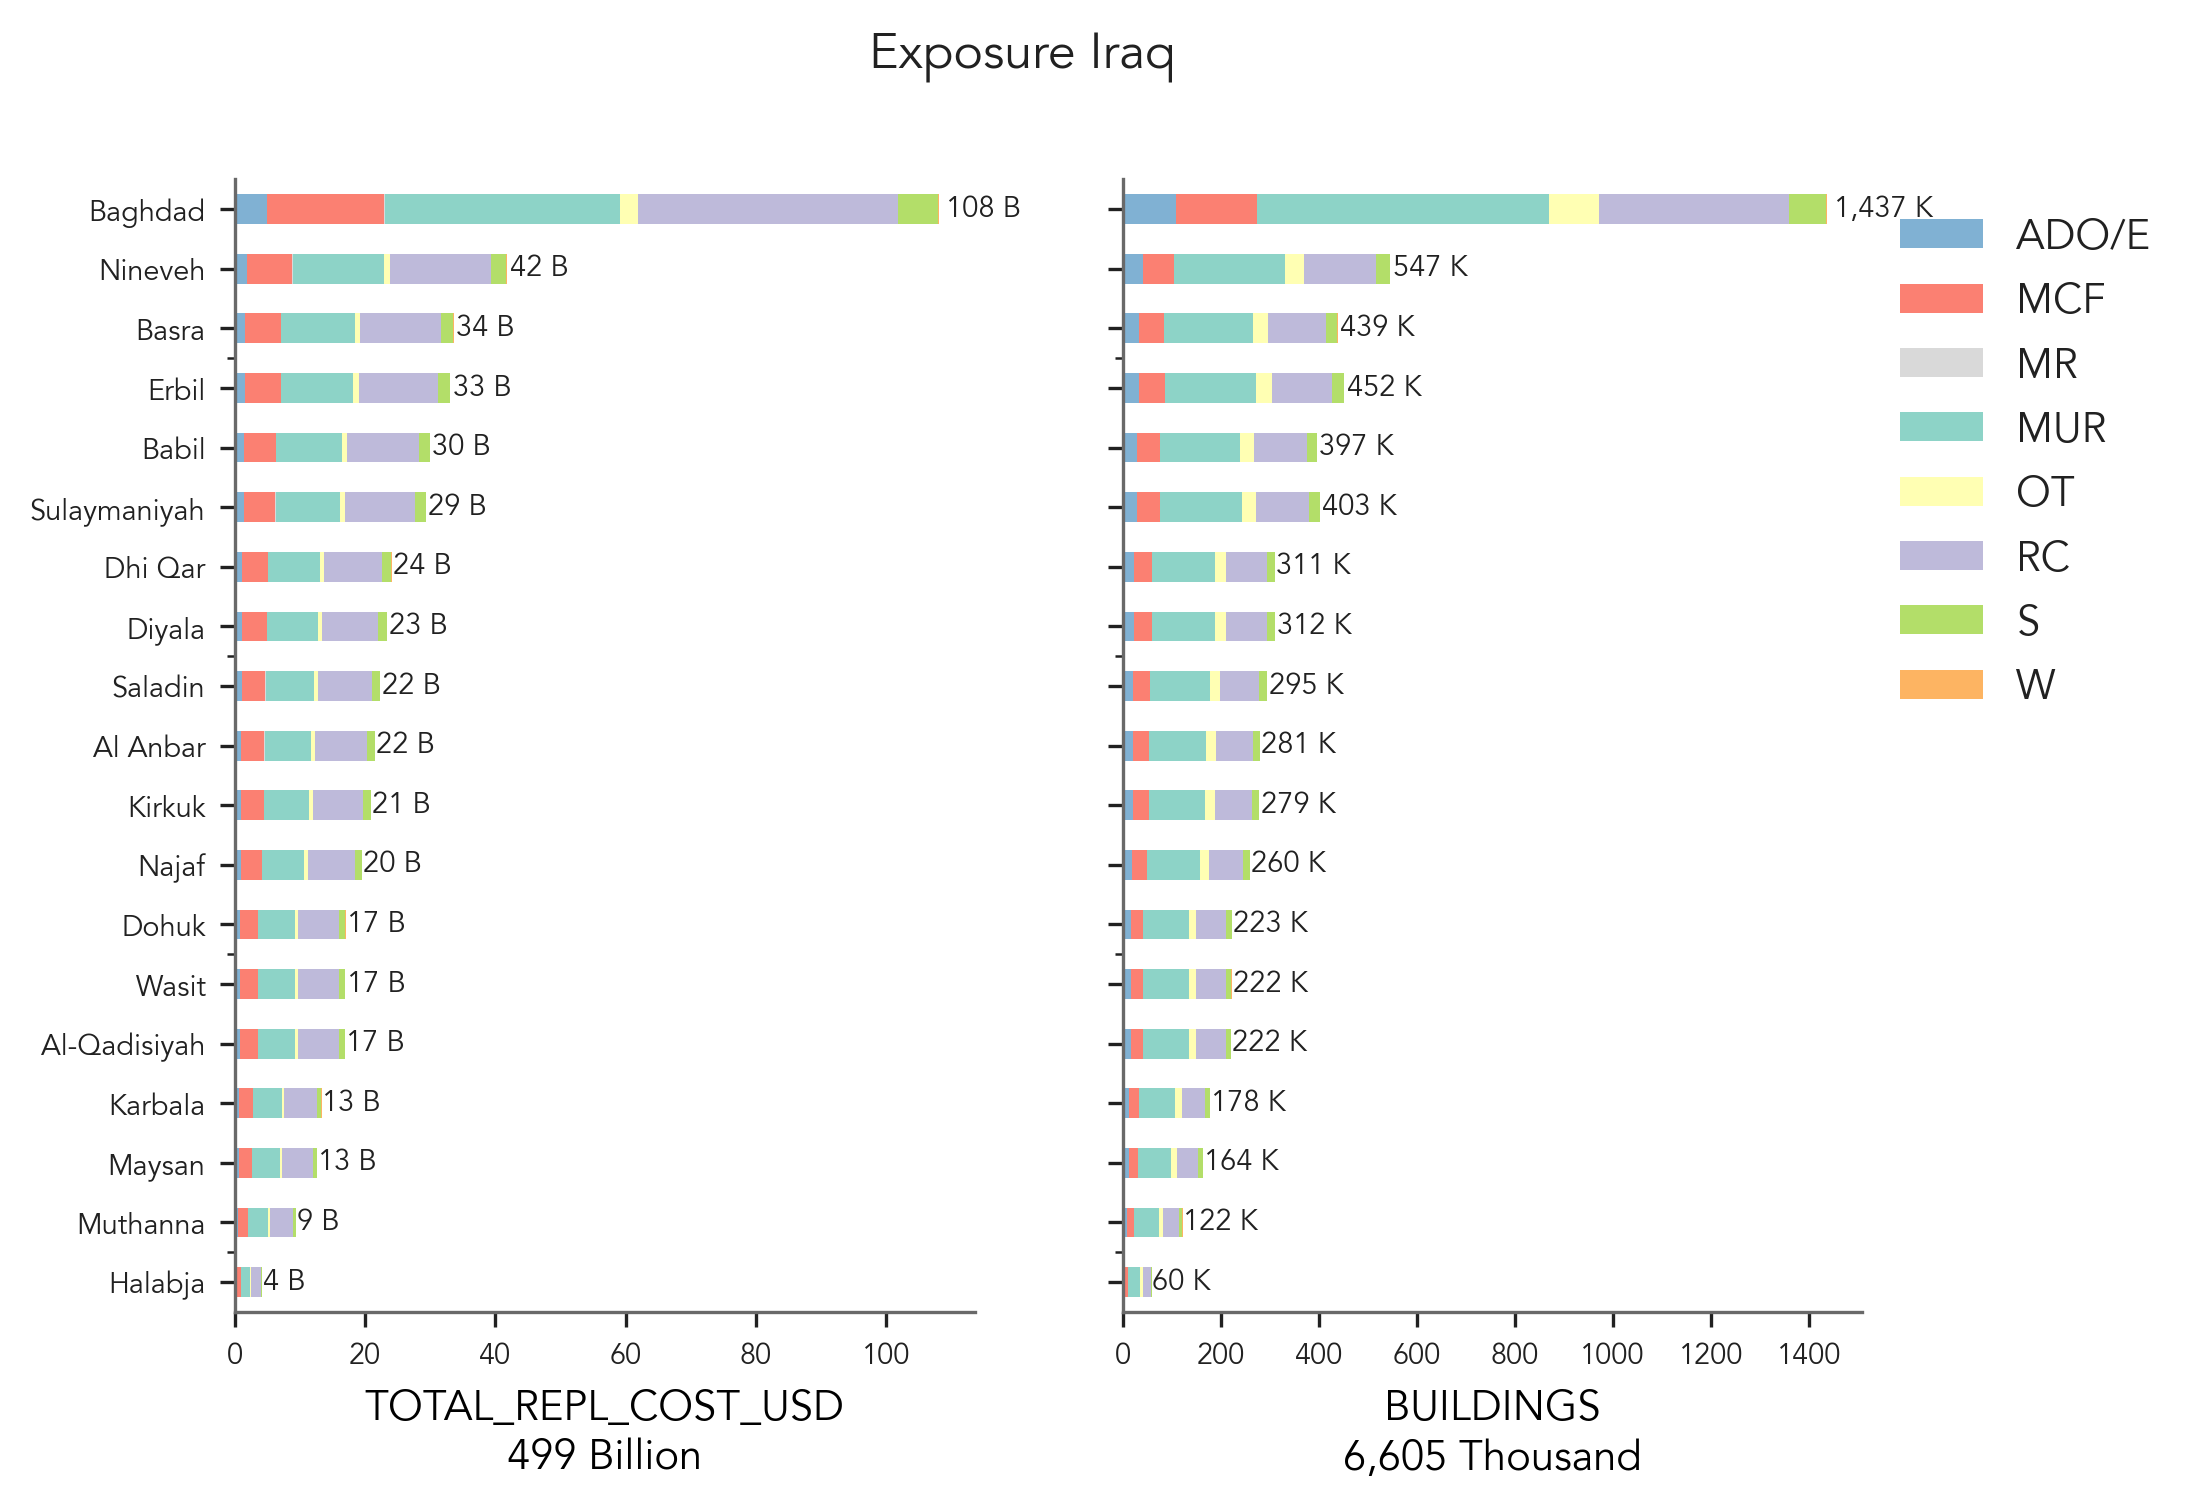 Exposure Iraq
Baghdad
Nineveh
Basra
Erbil
Babil
Sulaymaniyah
Dhi Qar
Diyala
Saladin
Al Anbar
Kirkuk
Najaf
Dohuk
Wasit
Al-Qadisiyah
Karbala
Maysan
Muthanna
Halabja
108 B
42 B
34 B
33 B
30 B
29 B
24 B
23 B
22 B
22 B
21 B
20 B
17 B
17 B
17 B
13 B
13 B
9 B
4 B
0 20 40 60 80 100
TOTAL_REPL_COST_USD
499 Billion
1,437 K
547 K
439 K
452 K
397 K
403 K
311 K
312 K
295 K
281 K
279 K
260 K
223 K
222 K
222 K
178 K
164 K
122 K
60 K
0 200 400 600 800 1000 1200 1400
BUILDINGS
6,605 Thousand
ADO/E
MCF
MR
MUR
OT
RC
S
W